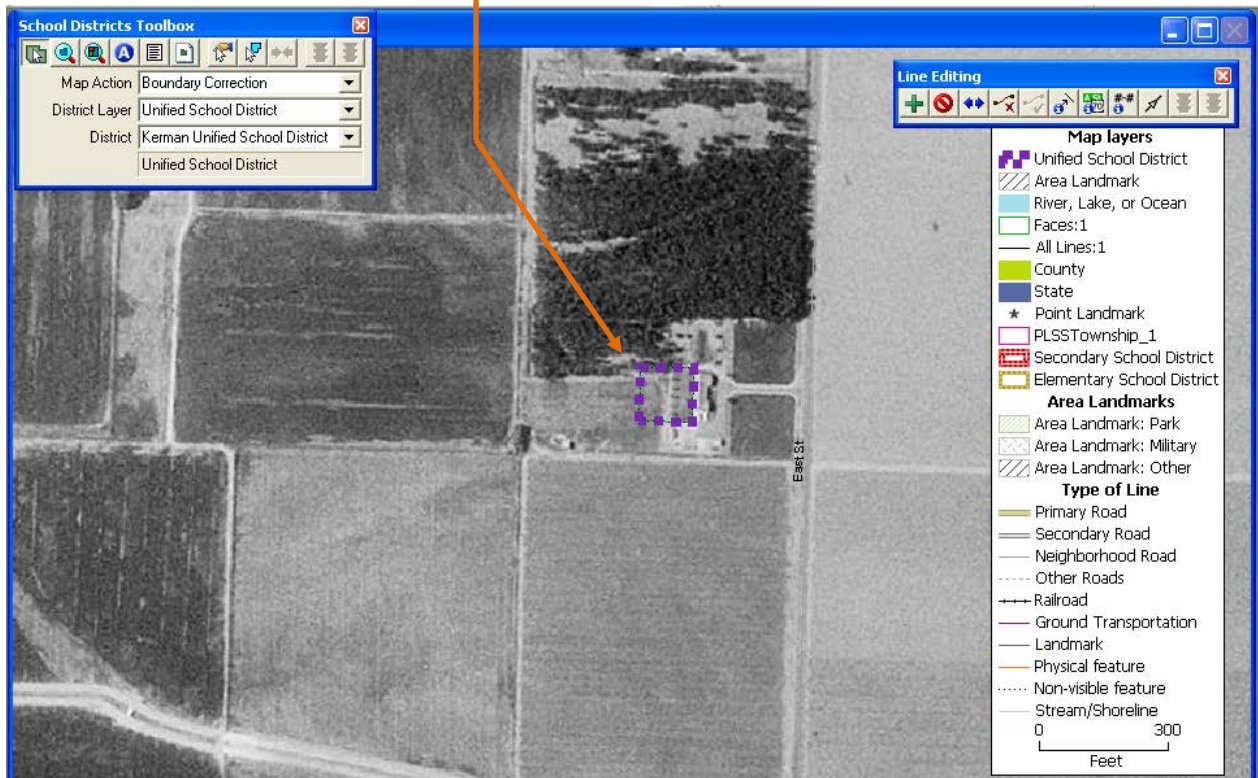 School Districts Toolbox
Map Action Boundary Correction
District Layer Unified School District
District Kerman Unified School District
Unified School District
Line Editing
Map layers
Unified School District
Area Landmark
River, Lake, or Ocean
Faces:1
All Lines:1
County
State
Point Landmark
PLSSTownship_1
Secondary School District
Elementary School District
Area Landmarks
Area Landmark: Park
Area Landmark: Military
Area Landmark: Other
Type of Line
Primary Road
Secondary Road
Neighborhood Road
Other Roads
Railroad
Ground Transportation
Landmark
Physical feature
Non-visible feature
Stream/Shoreline
0 300
Feet
East St